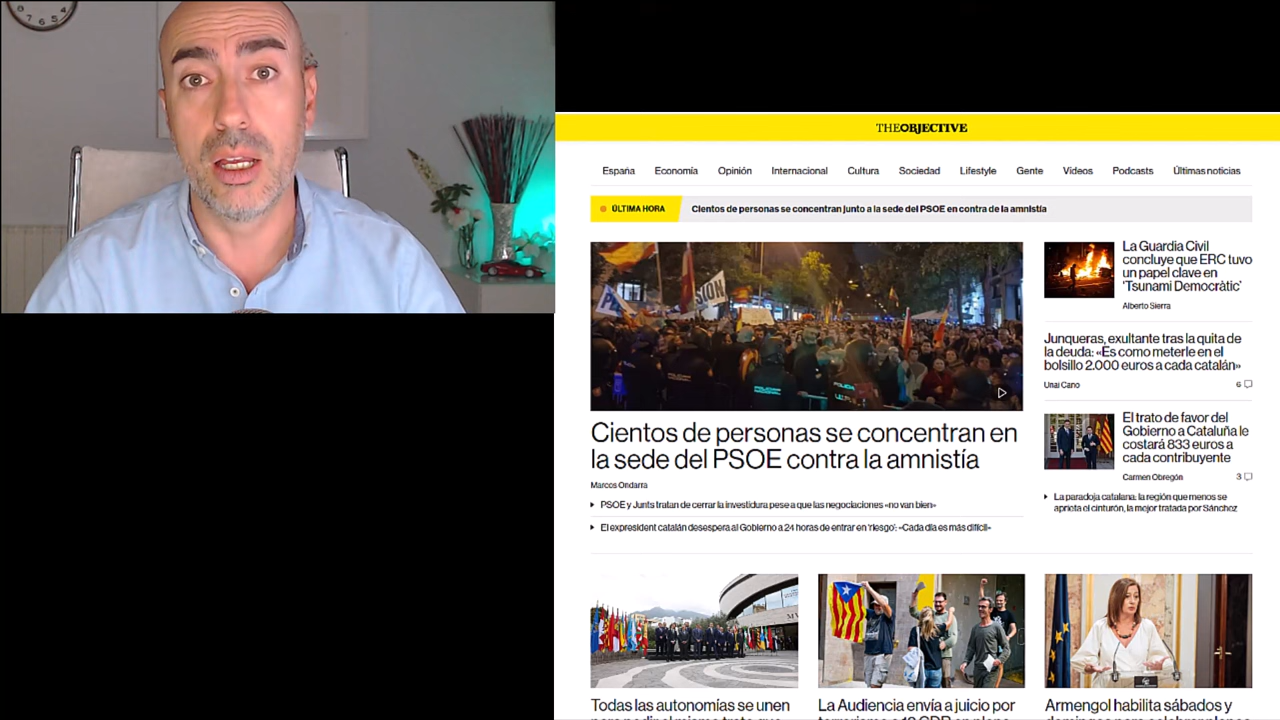 7 6 5 4
THEOBJECTIVE
España Economía Opinión Internacional Cultura Sociedad Lifestyle Gente Vídeos Podcasts Últimas noticias
ÚLTIMA HORA Cientos de personas se concentran junto a la sede del PSOE en contra de la amnistía
SIÓN
POLICÍA
Cientos de personas se concentran en
la sede del PSOE contra la amnistía
Marcos Ondarra
PSOE y Junts tratan de cerrar la investidura pese a que las negociaciones «no van bien»
El expresident catalán desespera al Gobierno a 24 horas de entrar en 'riesgo': «Cada día es más difícil»
La Guardia Civil
concluye que ERC tuvo
un papel clave en
'Tsunami Democràtic'
Alberto Sierra
Junqueras, exultante tras la quita de
la deuda: «Es como meterle en el
bolsillo 2.000 euros a cada catalán»
Unai Cano 6
El trato de favor del
Gobierno a Cataluña le
costará 833 euros a
cada contribuyente
Carmen Obregón 3
La paradoja catalana: la región que menos se
aprieta el cinturón, la mejor tratada por Sánchez
Todas las autonomías se unen
La Audiencia envía a juicio por
Armengol habilita sábados y